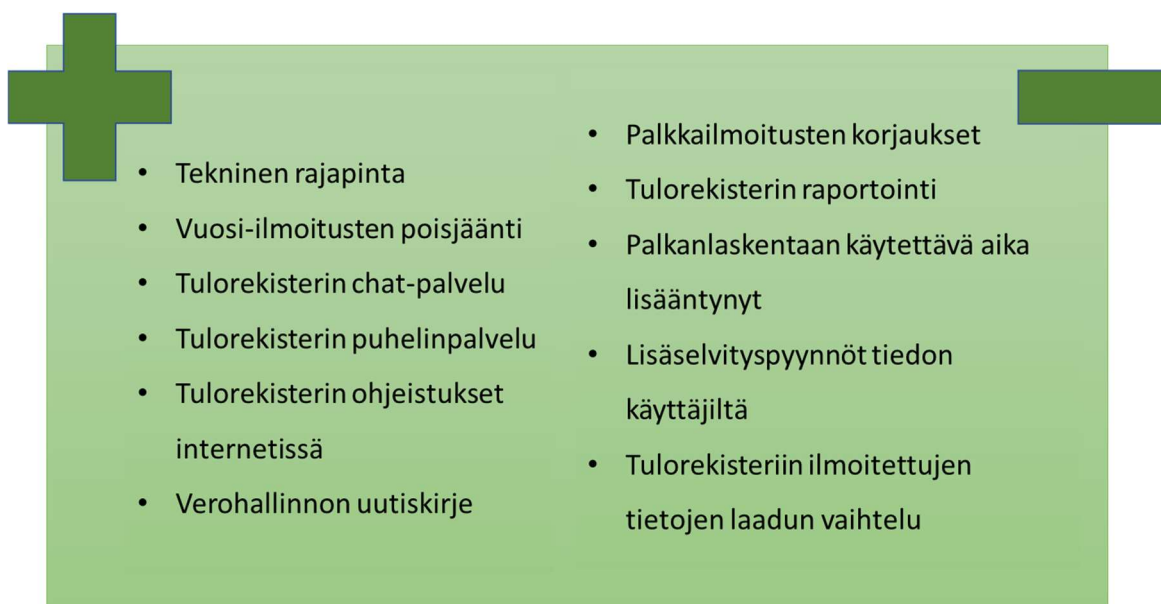 • Tekninen rajapinta
• Vuosi-ilmoitusten poisjäänti
• Tulorekisterin chat-palvelu
• Tulorekisterin puhelinpalvelu
• Tulorekisterin ohjeistukset
internetissä
• Verohallinnon uutiskirje
• Palkkailmoitusten korjaukset
• Tulorekisterin raportointi
• Palkanlaskentaan käytettävä aika
lisääntynyt
• Lisäselvityspyynnöt tiedon
käyttäjiltä
• Tulorekisteriin ilmoitettujen
tietojen laadun vaihtelu